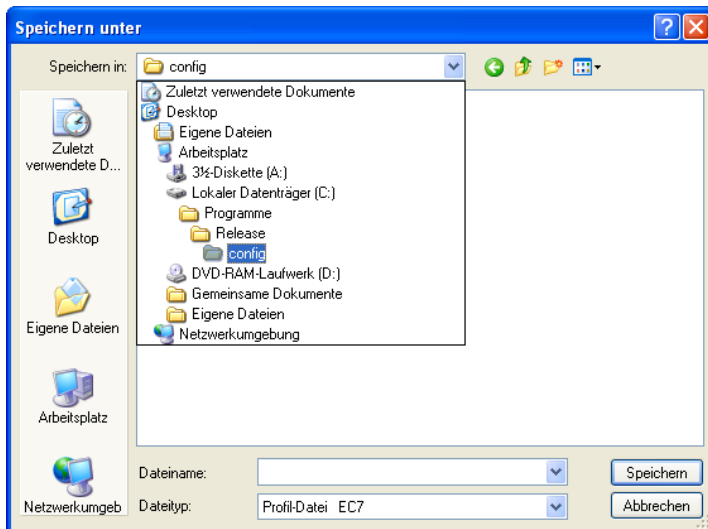 Speichern unter
Speichern in: config
Zuletzt verwendete Dokumente
Desktop
Eigene Dateien
Arbeitsplatz
3½-Diskette (A:)
Lokaler Datenträger (C:)
Programme
Release
config
DVD-RAM-Laufwerk (D:)
Gemeinsame Dokumente
Eigene Dateien
Netzwerkumgebung
Zuletzt
verwendete D...
Desktop
Eigene Dateien
Arbeitsplatz
Netzwerkumgeb
Dateiname:
Speichern
Dateityp: Profil-Datei EC7
Abbrechen